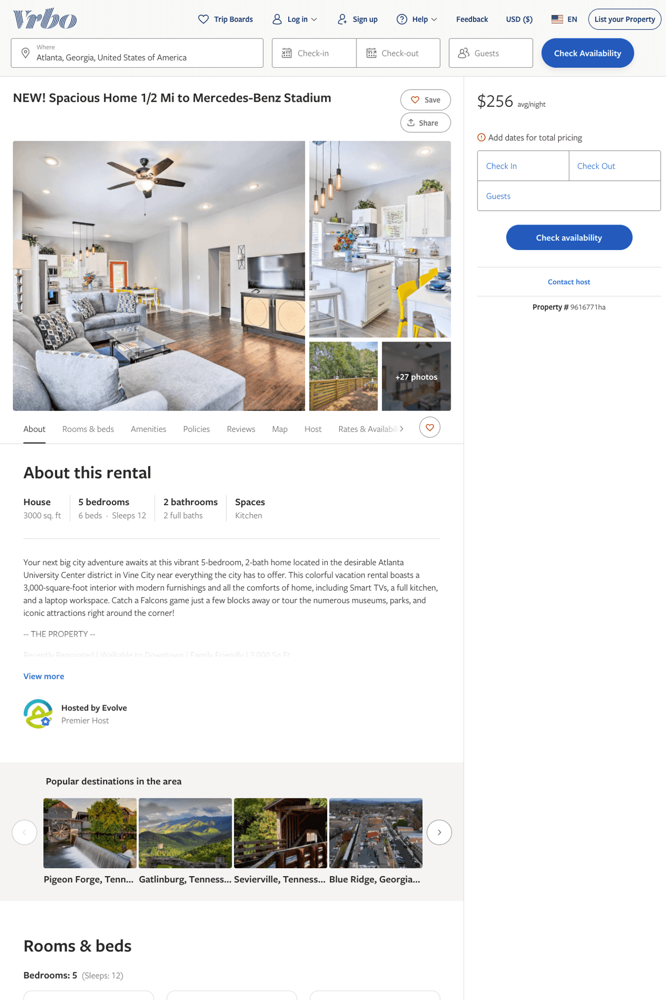 Vrbo
Trip Boards
Log in
Sign up
Help
Feedback
USD ($)
EN
List your Property
Where
Atlanta, Georgia, United States of America
Check-in
Check-out
Guests
Check Availability
NEW! Spacious Home 1/2 Mi to Mercedes-Benz Stadium
Save
Share
+27 photos
$256 avg/night
Add dates for total pricing
Check In
Check Out
Guests
Check availability
Contact host
Property # 9616771ha
About
Rooms & beds
Amenities
Policies
Reviews
Map
Host
Rates & Availabili
About this rental
House
3000 sq. ft
5 bedrooms
6 beds · Sleeps 12
2 bathrooms
2 full baths
Spaces
Kitchen
Your next big city adventure awaits at this vibrant 5-bedroom, 2-bath home located in the desirable Atlanta
University Center district in Vine City near everything the city has to offer. This colorful vacation rental boasts a
3,000-square-foot interior with modern furnishings and all the comforts of home, including Smart TVs, a full kitchen,
and a laptop workspace. Catch a Falcons game just a few blocks away or tour the numerous museums, parks, and
iconic attractions right around the corner!
-- THE PROPERTY --
Recently Renovated | Walkable to Downtown | Family Friendly | 3,000 Sq Ft
View more
Hosted by Evolve
Premier Host
Popular destinations in the area
Pigeon Forge, Tenn...
Gatlinburg, Tenness...
Sevierville, Tenness...
Blue Ridge, Georgia...
Rooms & beds
Bedrooms: 5 (Sleeps: 12)